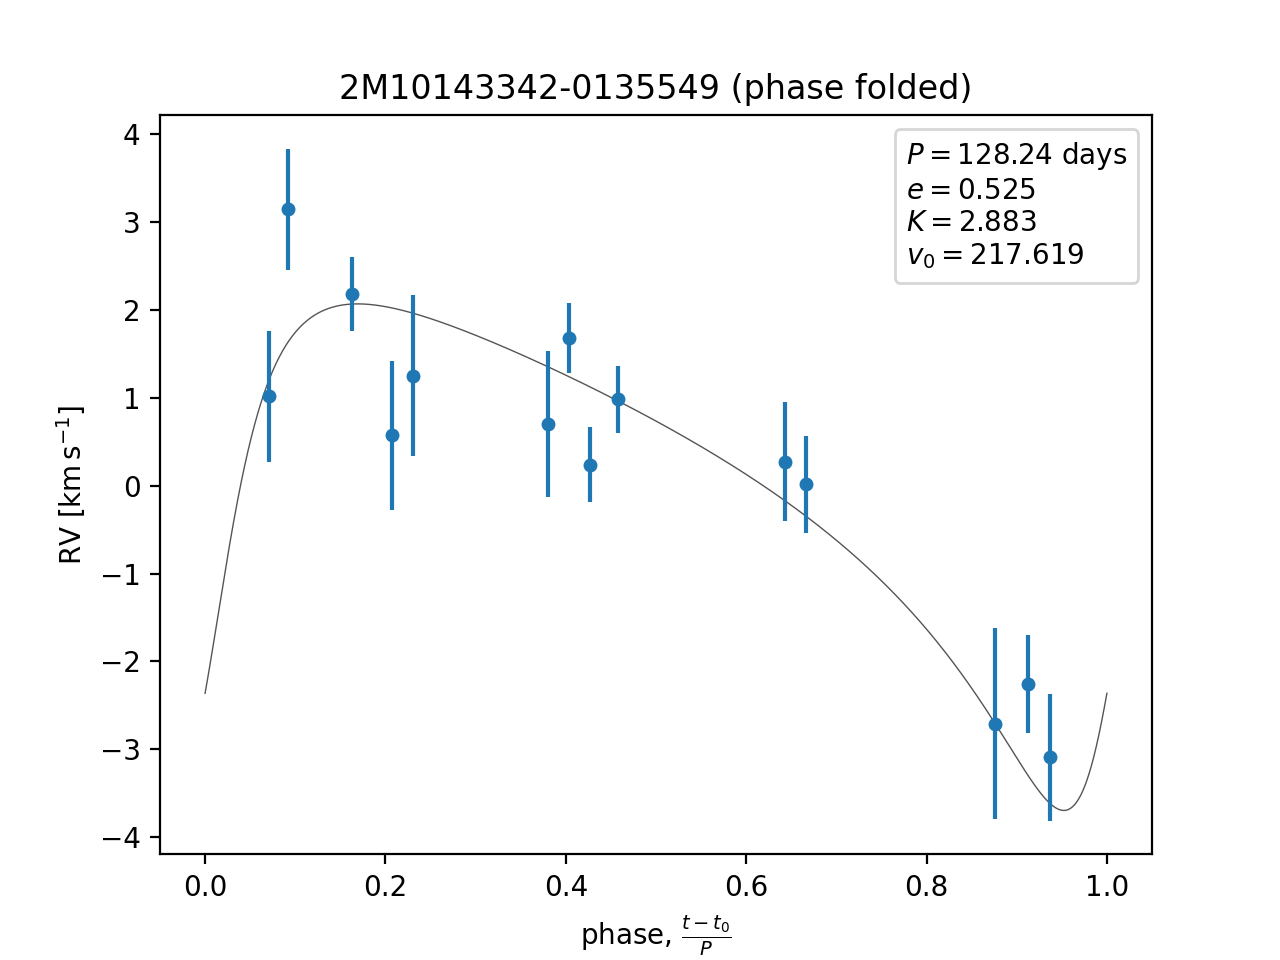 2M10143342-0135549 (phase folded)
P = 128.24 days
e = 0.525
K = 2.883
v₀ = 217.619
4
3
2
1
0
−1
−2
−3
−4
RV [km s⁻¹]
0.0 0.2 0.4 0.6 0.8 1.0
phase, (t − t₀)/P